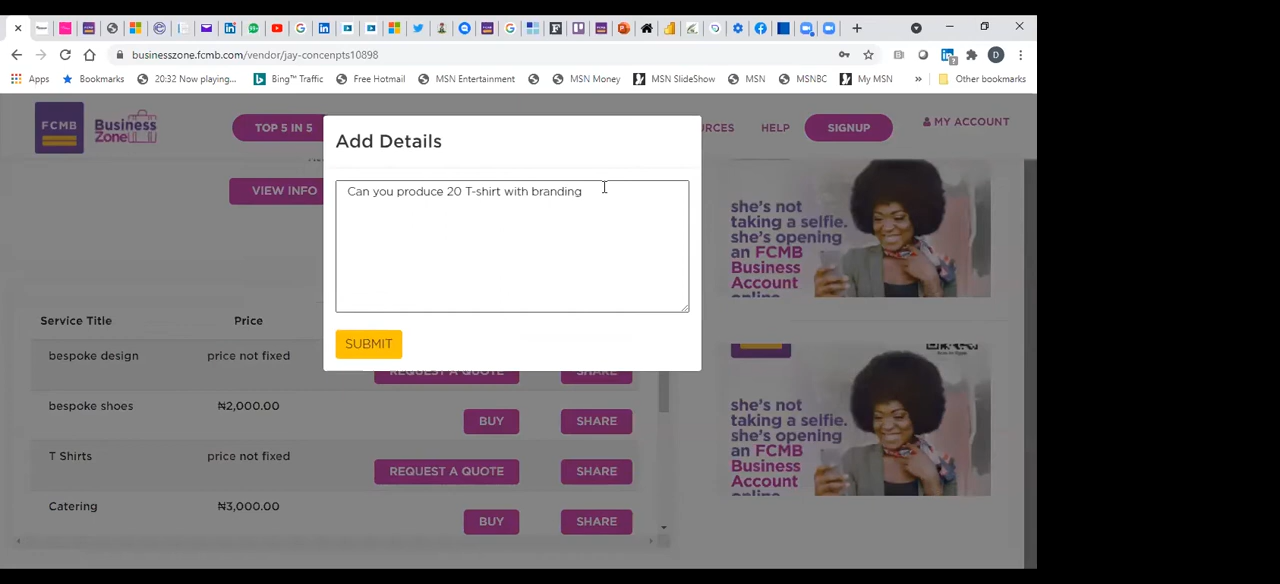 businesszone.fcmb.com/vendor/jay-concenpts10898
Apps
Bookmarks
20:32 Now playing...
Bing™ Traffic
Free Hotmail
MSN Entertainment
MSN Money
MSN SlideShow
MSN
MSNBC
My MSN
»
Other bookmarks
FCMB
Business Zone
TOP 5 IN 5
HELP
SIGNUP
MY ACCOUNT
VIEW INFO
Add Details
Can you produce 20 T-shirt with branding
SUBMIT
Service Title Price
bespoke design price not fixed
REQUEST A QUOTE SHARE
bespoke shoes ₦2,000.00 BUY SHARE
T Shirts price not fixed REQUEST A QUOTE SHARE
Catering ₦3,000.00 BUY SHARE
she's not
taking a selfie.
she's opening
an FCMB
Business
Account
online
she's not
taking a selfie.
she's opening
an FCMB
Business
Account
online